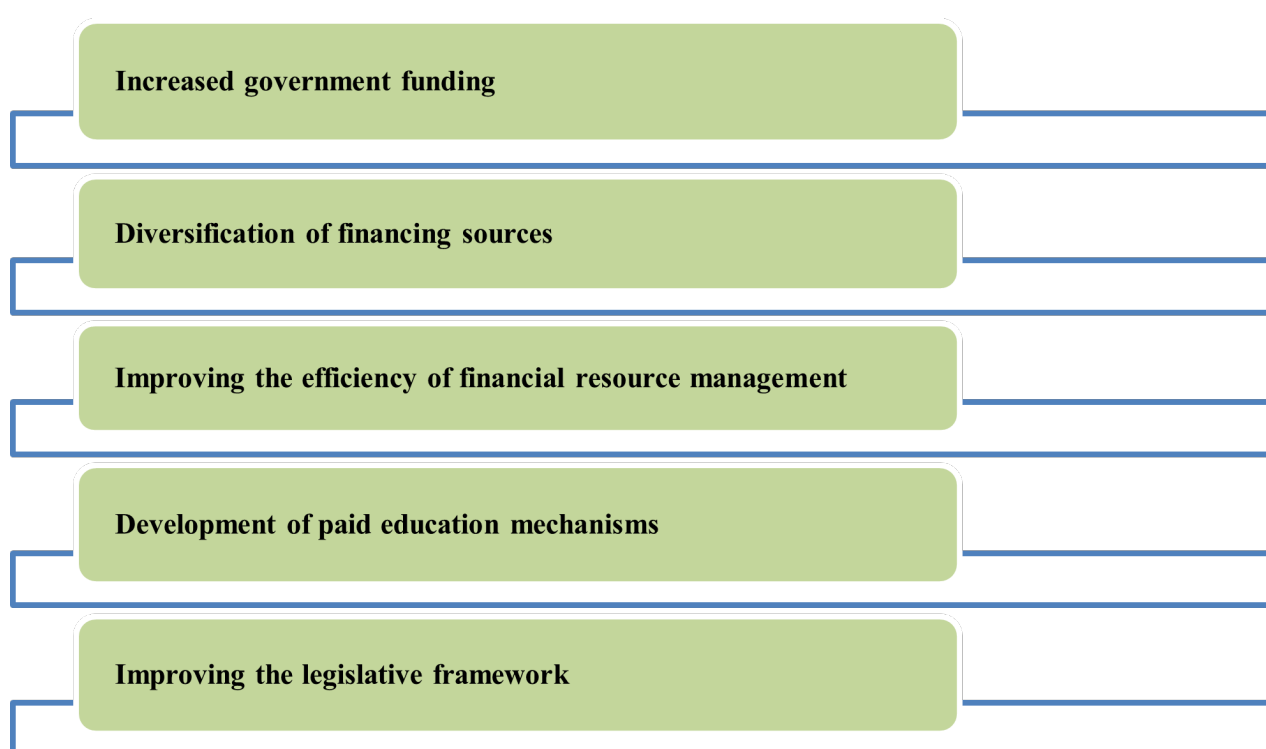 Increased government funding
Diversification of financing sources
Improving the efficiency of financial resource management
Development of paid education mechanisms
Improving the legislative framework